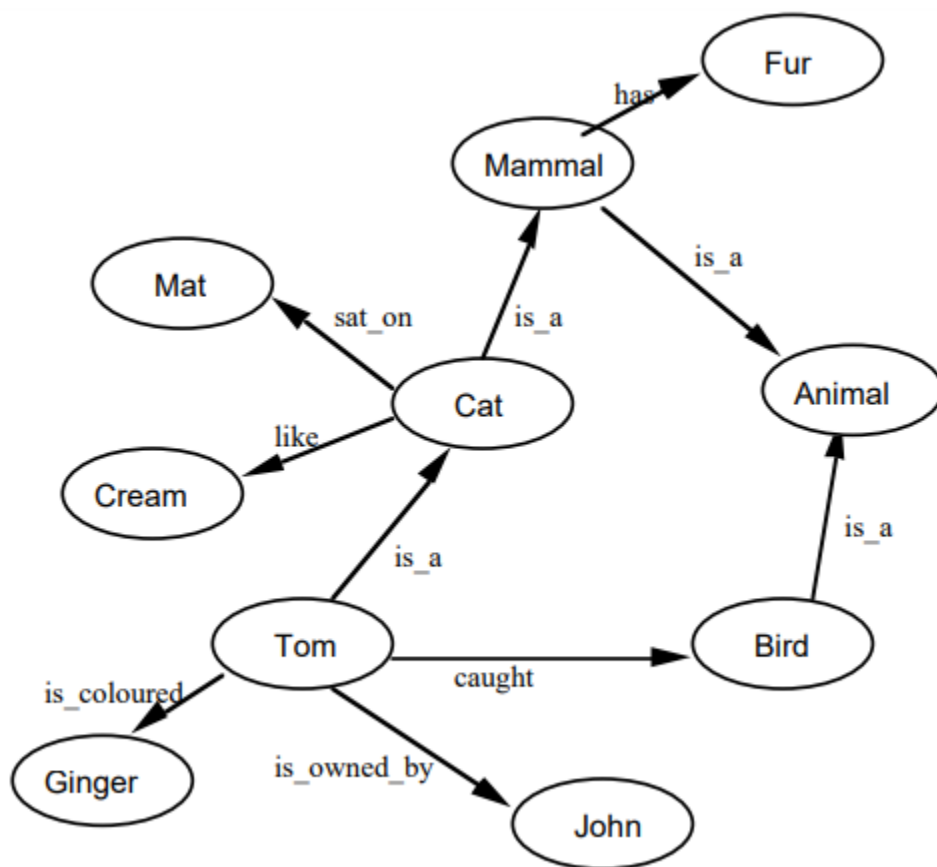 Fur
has
Mammal
is_a
Mat
sat_on
is_a
Cat
Animal
like
Cream
is_a
is_a
Tom
Bird
caught
is_coloured
is_owned_by
Ginger
John